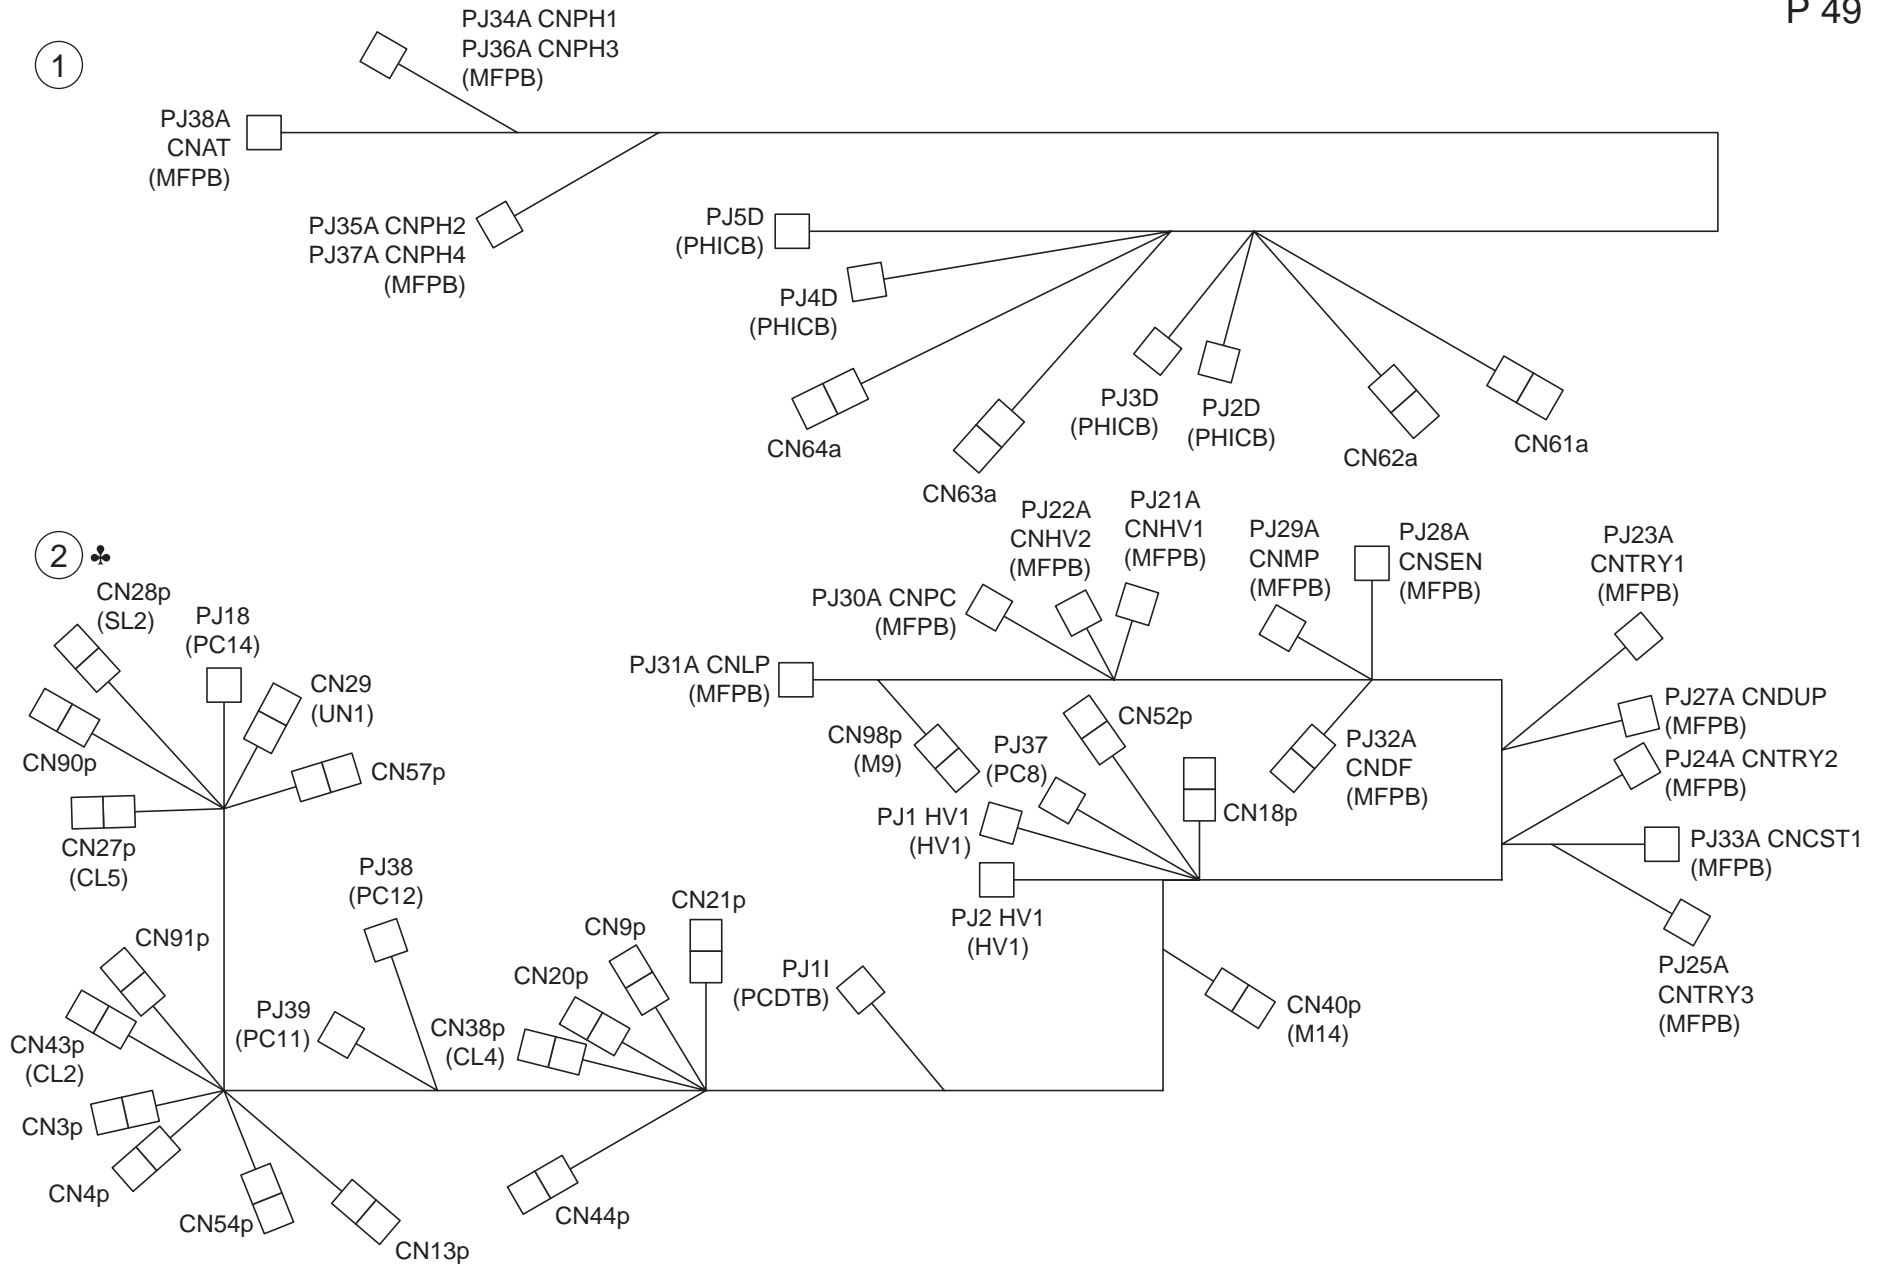 P 49
1
PJ34A CNPH1
PJ36A CNPH3
(MFPB)
PJ38A
CNAT
(MFPB)
PJ35A CNPH2
PJ37A CNPH4
(MFPB)
PJ5D
(PHICB)
PJ4D
(PHICB)
CN64a
CN63a
PJ3D
(PHICB)
PJ2D
(PHICB)
CN62a
CN61a
2 ♣
CN28p
(SL2)
PJ18
(PC14)
CN29
(UN1)
CN90p
CN57p
CN27p
(CL5)
PJ31A CNLP
(MFPB)
PJ30A CNPC
(MFPB)
PJ22A
CNHV2
(MFPB)
PJ21A
CNHV1
(MFPB)
PJ29A
CNMP
(MFPB)
PJ28A
CNSEN
(MFPB)
PJ23A
CNTRY1
(MFPB)
PJ27A CNDUP
(MFPB)
PJ24A CNTRY2
(MFPB)
PJ33A CNCST1
(MFPB)
PJ25A
CNTRY3
(MFPB)
CN98p
(M9)
PJ37
(PC8)
CN52p
PJ32A
CNDF
(MFPB)
CN18p
PJ1 HV1
(HV1)
PJ2 HV1
(HV1)
CN40p
(M14)
CN91p
CN43p
(CL2)
CN3p
CN4p
CN54p
CN13p
PJ39
(PC11)
PJ38
(PC12)
CN38p
(CL4)
CN20p
CN9p
CN21p
PJ1I
(PCDTB)
CN44p